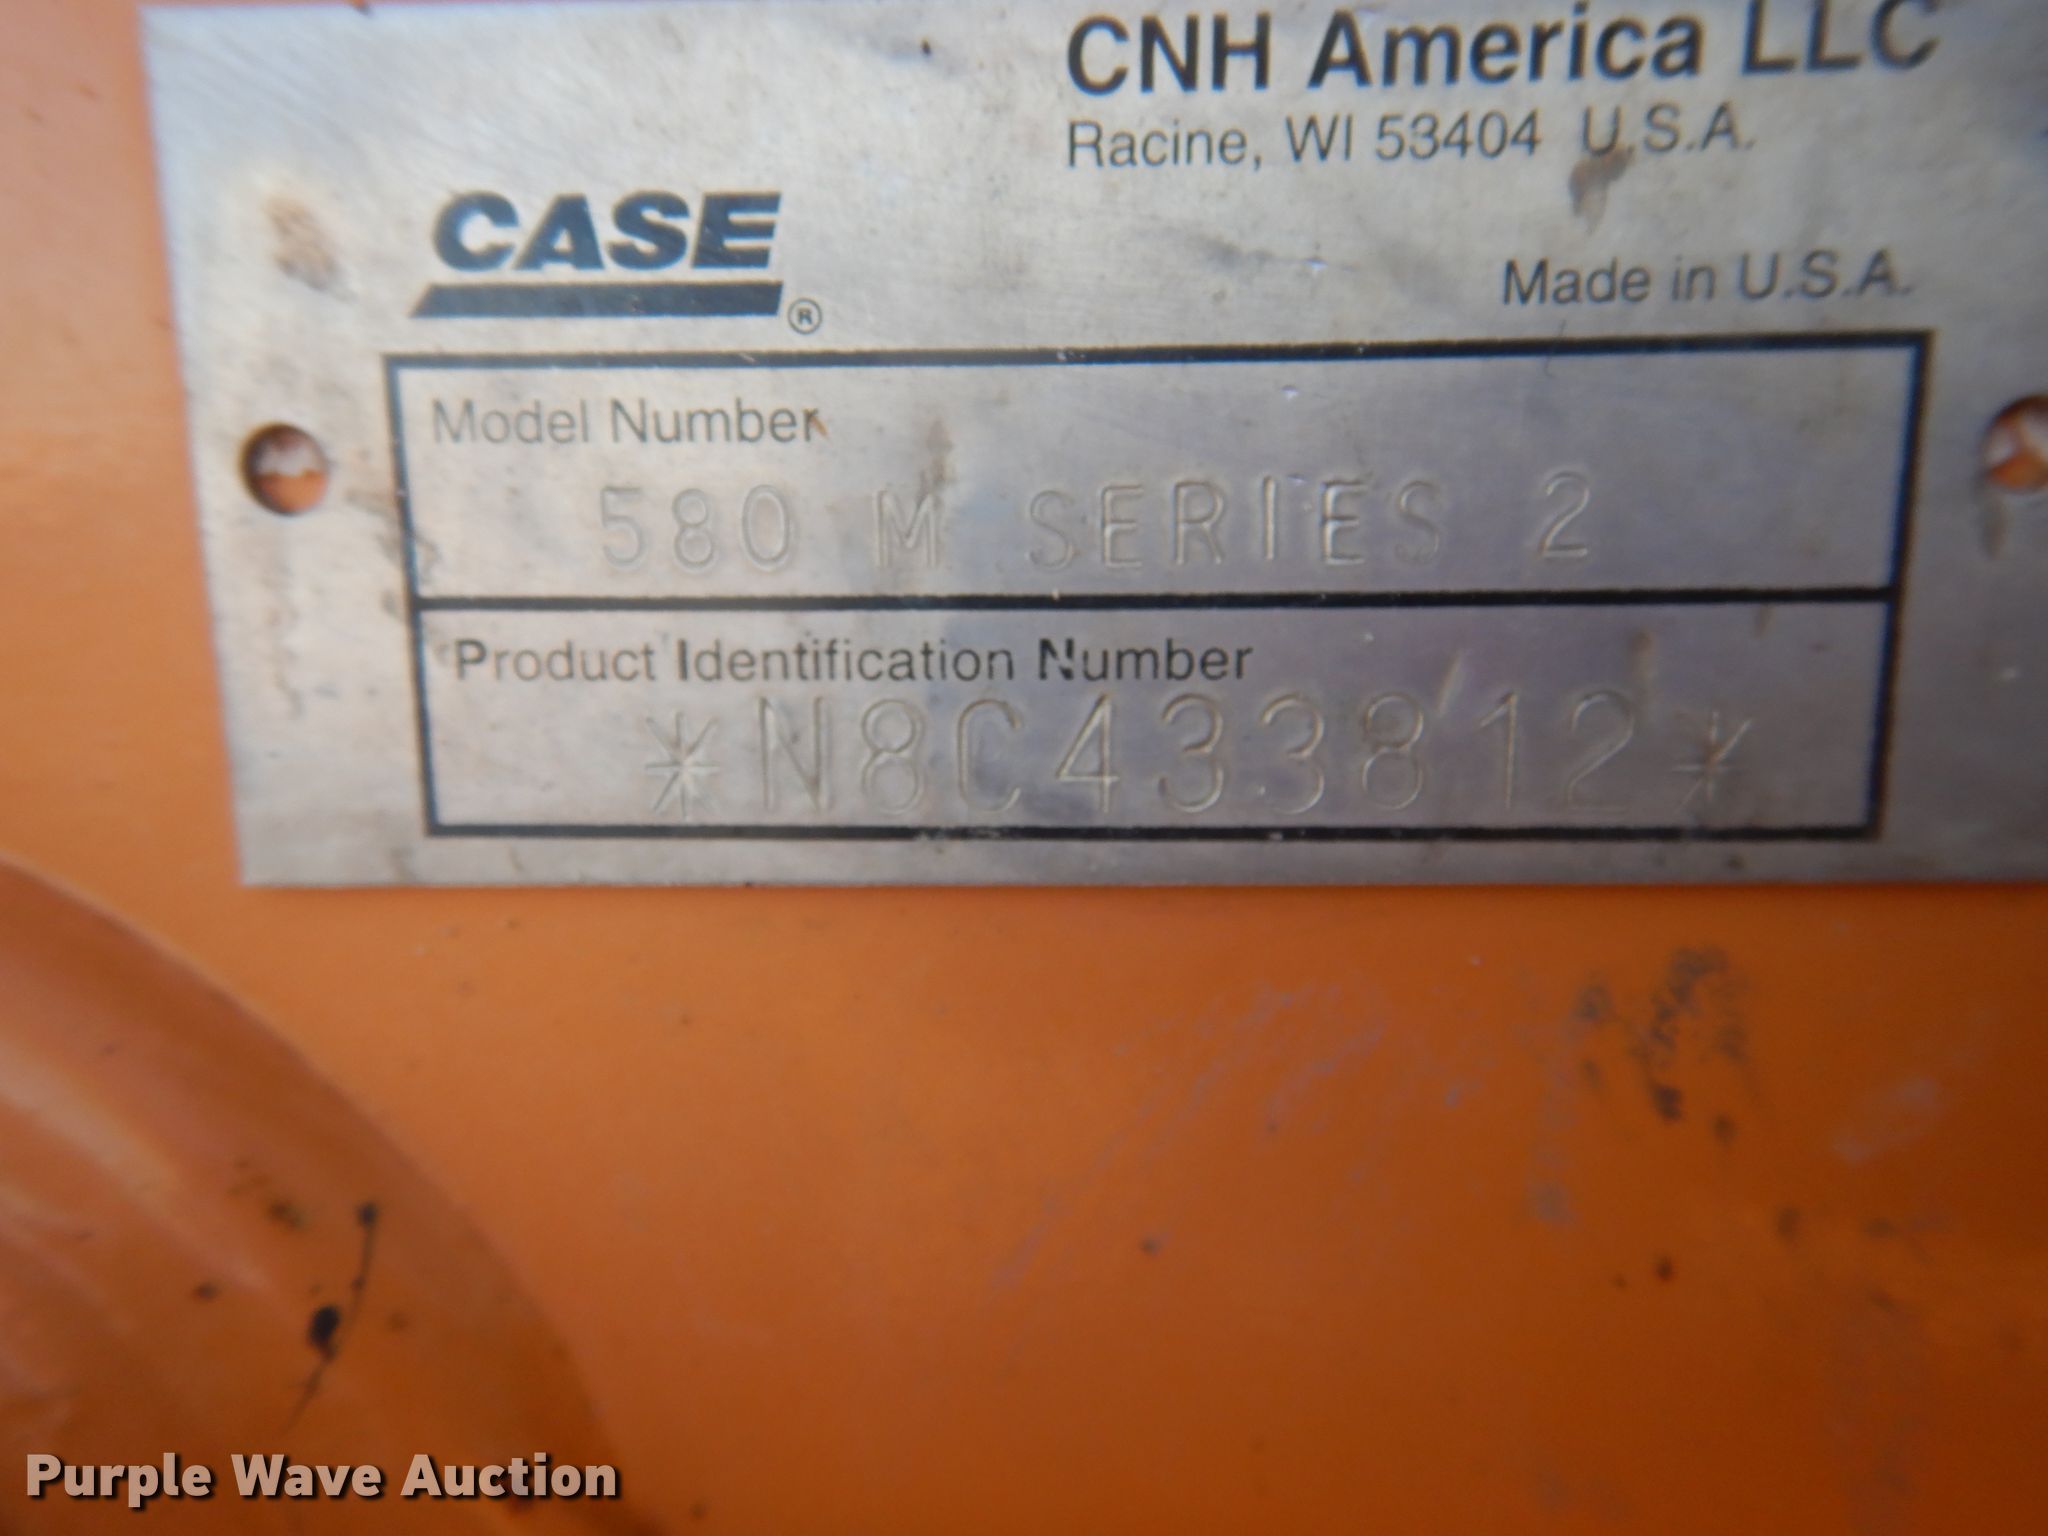 CNH America LLC
Racine, WI 53404 U.S.A.
CASE
®
Made in U.S.A.
Model Number
580 M SERIES 2
Product Identification Number
*N8C433812*
Purple Wave Auction